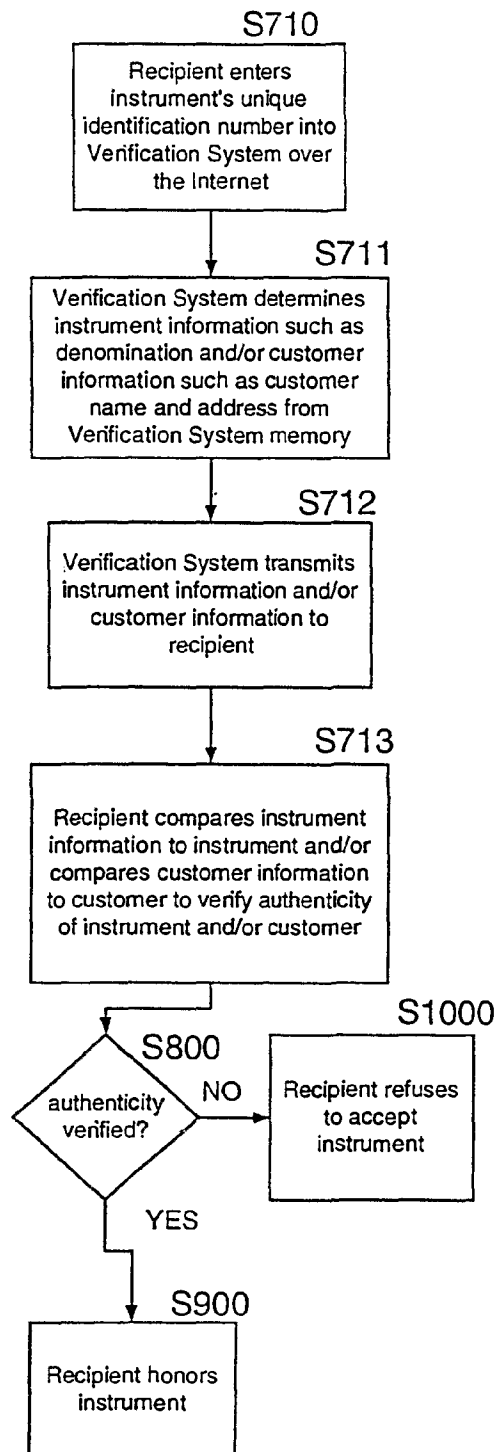 S710
Recipient enters
instrument's unique
identification number into
Verification System over
the Internet
S711
Verification System determines
instrument information such as
denomination and/or customer
information such as customer
name and address from
Verification System memory
S712
Verification System transmits
instrument information and/or
customer information to
recipient
S713
Recipient compares instrument
information to instrument and/or
compares customer information
to customer to verify authenticity
of instrument and/or customer
S800
authenticity
verified?
NO
S1000
Recipient refuses
to accept
instrument
YES
S900
Recipient honors
instrument